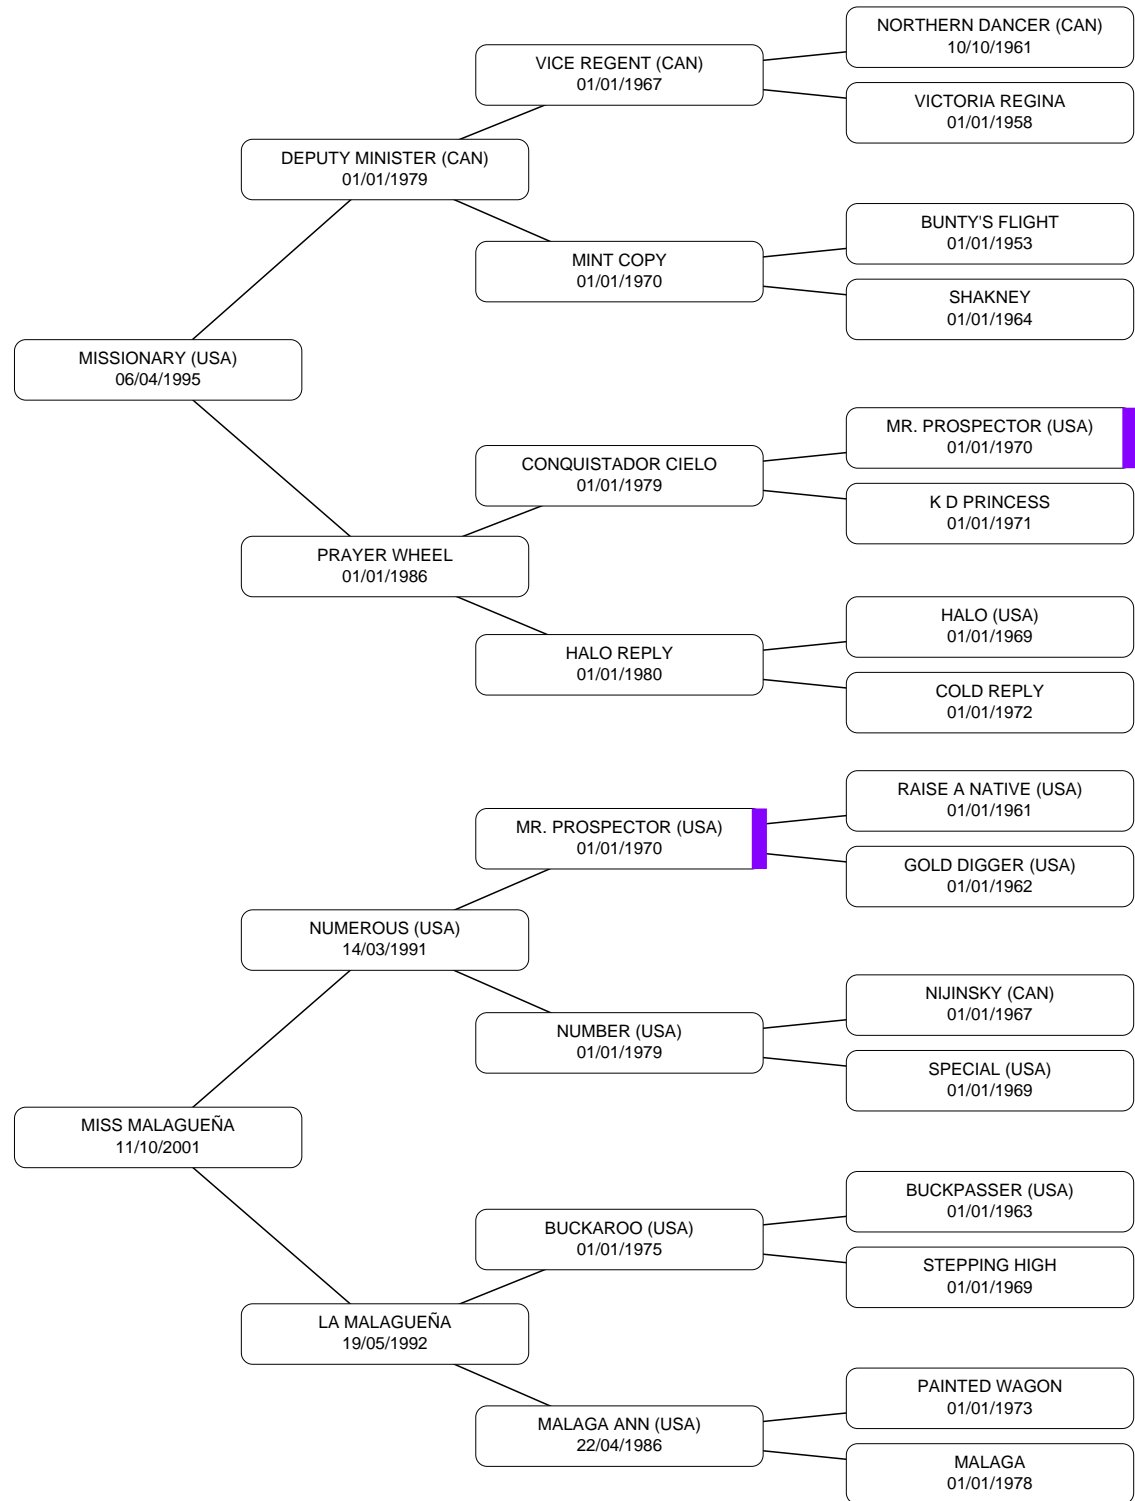 NORTHERN DANCER (CAN)
10/10/1961
VICE REGENT (CAN)
01/01/1967
VICTORIA REGINA
01/01/1958
DEPUTY MINISTER (CAN)
01/01/1979
BUNTY'S FLIGHT
01/01/1953
MINT COPY
01/01/1970
SHAKNEY
01/01/1964
MISSIONARY (USA)
06/04/1995
MR. PROSPECTOR (USA)
01/01/1970
CONQUISTADOR CIELO
01/01/1979
K D PRINCESS
01/01/1971
PRAYER WHEEL
01/01/1986
HALO (USA)
01/01/1969
HALO REPLY
01/01/1980
COLD REPLY
01/01/1972
RAISE A NATIVE (USA)
01/01/1961
MR. PROSPECTOR (USA)
01/01/1970
GOLD DIGGER (USA)
01/01/1962
NUMEROUS (USA)
14/03/1991
NIJINSKY (CAN)
01/01/1967
NUMBER (USA)
01/01/1979
SPECIAL (USA)
01/01/1969
MISS MALAGUEÑA
11/10/2001
BUCKPASSER (USA)
01/01/1963
BUCKAROO (USA)
01/01/1975
STEPPING HIGH
01/01/1969
LA MALAGUEÑA
19/05/1992
PAINTED WAGON
01/01/1973
MALAGA ANN (USA)
22/04/1986
MALAGA
01/01/1978